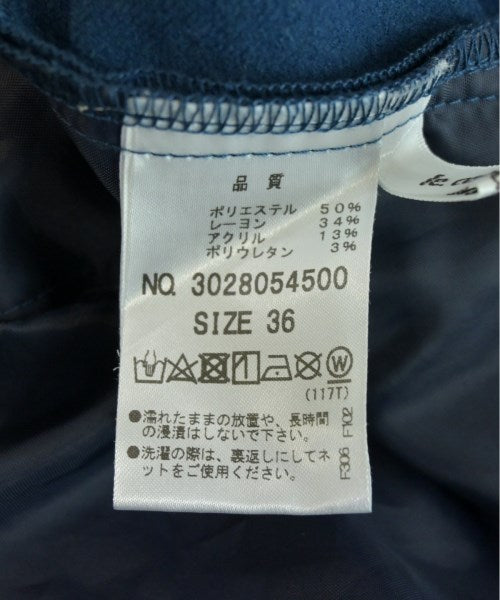 品質
ポリエステル 50%
レーヨン 34%
アクリル 13%
ポリウレタン 3%
NO. 3028054500
SIZE 36
W
(117T)
●濡れたままの放置や、長時間
の浸漬はしないで下さい。
●洗濯の際は、裏返しにしてネ
ットをご使用ください。
F306 F102